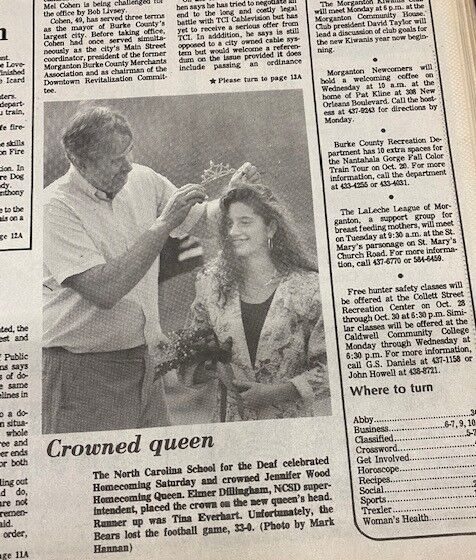 Mel Cohen is being challenged
for the office by Bob Livsey.
Cohen, 49, has served three terms
as the mayor of Burke County's
largest city. Before taking office,
Cohen had once served simulta-
neously as the city's Main Street
coordinator, president of the former
Morganton Burke County Merchants
Association and as chairman of the
Downtown Revitalization Commit-
tee.
then says he has tried to negotiate an
end to the long and costly legal
battle with TCI Cablevision but has
yet to receive a serious offer from
TCI. In addition, he is said still
opposed to a city owned cable sys-
tem but would welcome a referen-
dum on the issue provided it does
include passing an ordinance
★ Please turn to page 11A
The Morganton Kiwanis
will meet Monday at 6 p.m. at the
Morganton Community House.
Club president David Taylor will
lead a discussion of club goals for
the new Kiwanis year now begin-
ning.
Morganton Newcomers will
hold a welcoming coffee on
Wednesday at 10 a.m. at the
home of Pat Kline at 308 New
Orleans Boulevard. Call the host-
ess at 437-9243 for directions by
Monday.
Burke County Recreation De-
partment has 10 extra spaces for
the Nantahala Gorge Fall Color
Train Tour on Oct. 20. For more
information, call the department
at 433-4255 or 433-4031.
The LaLeche League of Mor-
ganton, a support group for
breast feeding mothers, will meet
on Tuesday at 9:30 a.m. at the St.
Mary's parsonage on St. Mary's
Church Road. For more informa-
tion, call 437-6770 or 584-6459.
Free hunter safety classes will
be offered at the Collett Street
Recreation Center on Oct. 28
through Oct. 30 at 6:30 p.m. Simi-
lar classes will be offered at the
Caldwell Community College
Monday through Wednesday at
6:30 p.m. For more information,
call G.S. Daniels at 437-1158 or
John Howell at 438-8721.
Where to turn
Abby
Business 6-7, 9, 10
Classified 5-7
Crossword
Get Involved
Horoscope
Recipes
Social
Sports
Trexler
Woman's Health
Crowned queen
The North Carolina School for the Deaf celebrated
Homecoming Saturday and crowned Jennifer Wood
Homecoming Queen. Elmer Dillingham, NCSD super-
intendent, placed the crown on the new queen's head.
Runner up was Tina Everhart. Unfortunately, the
Bears lost the football game, 33-0. (Photo by Mark
Hannan)